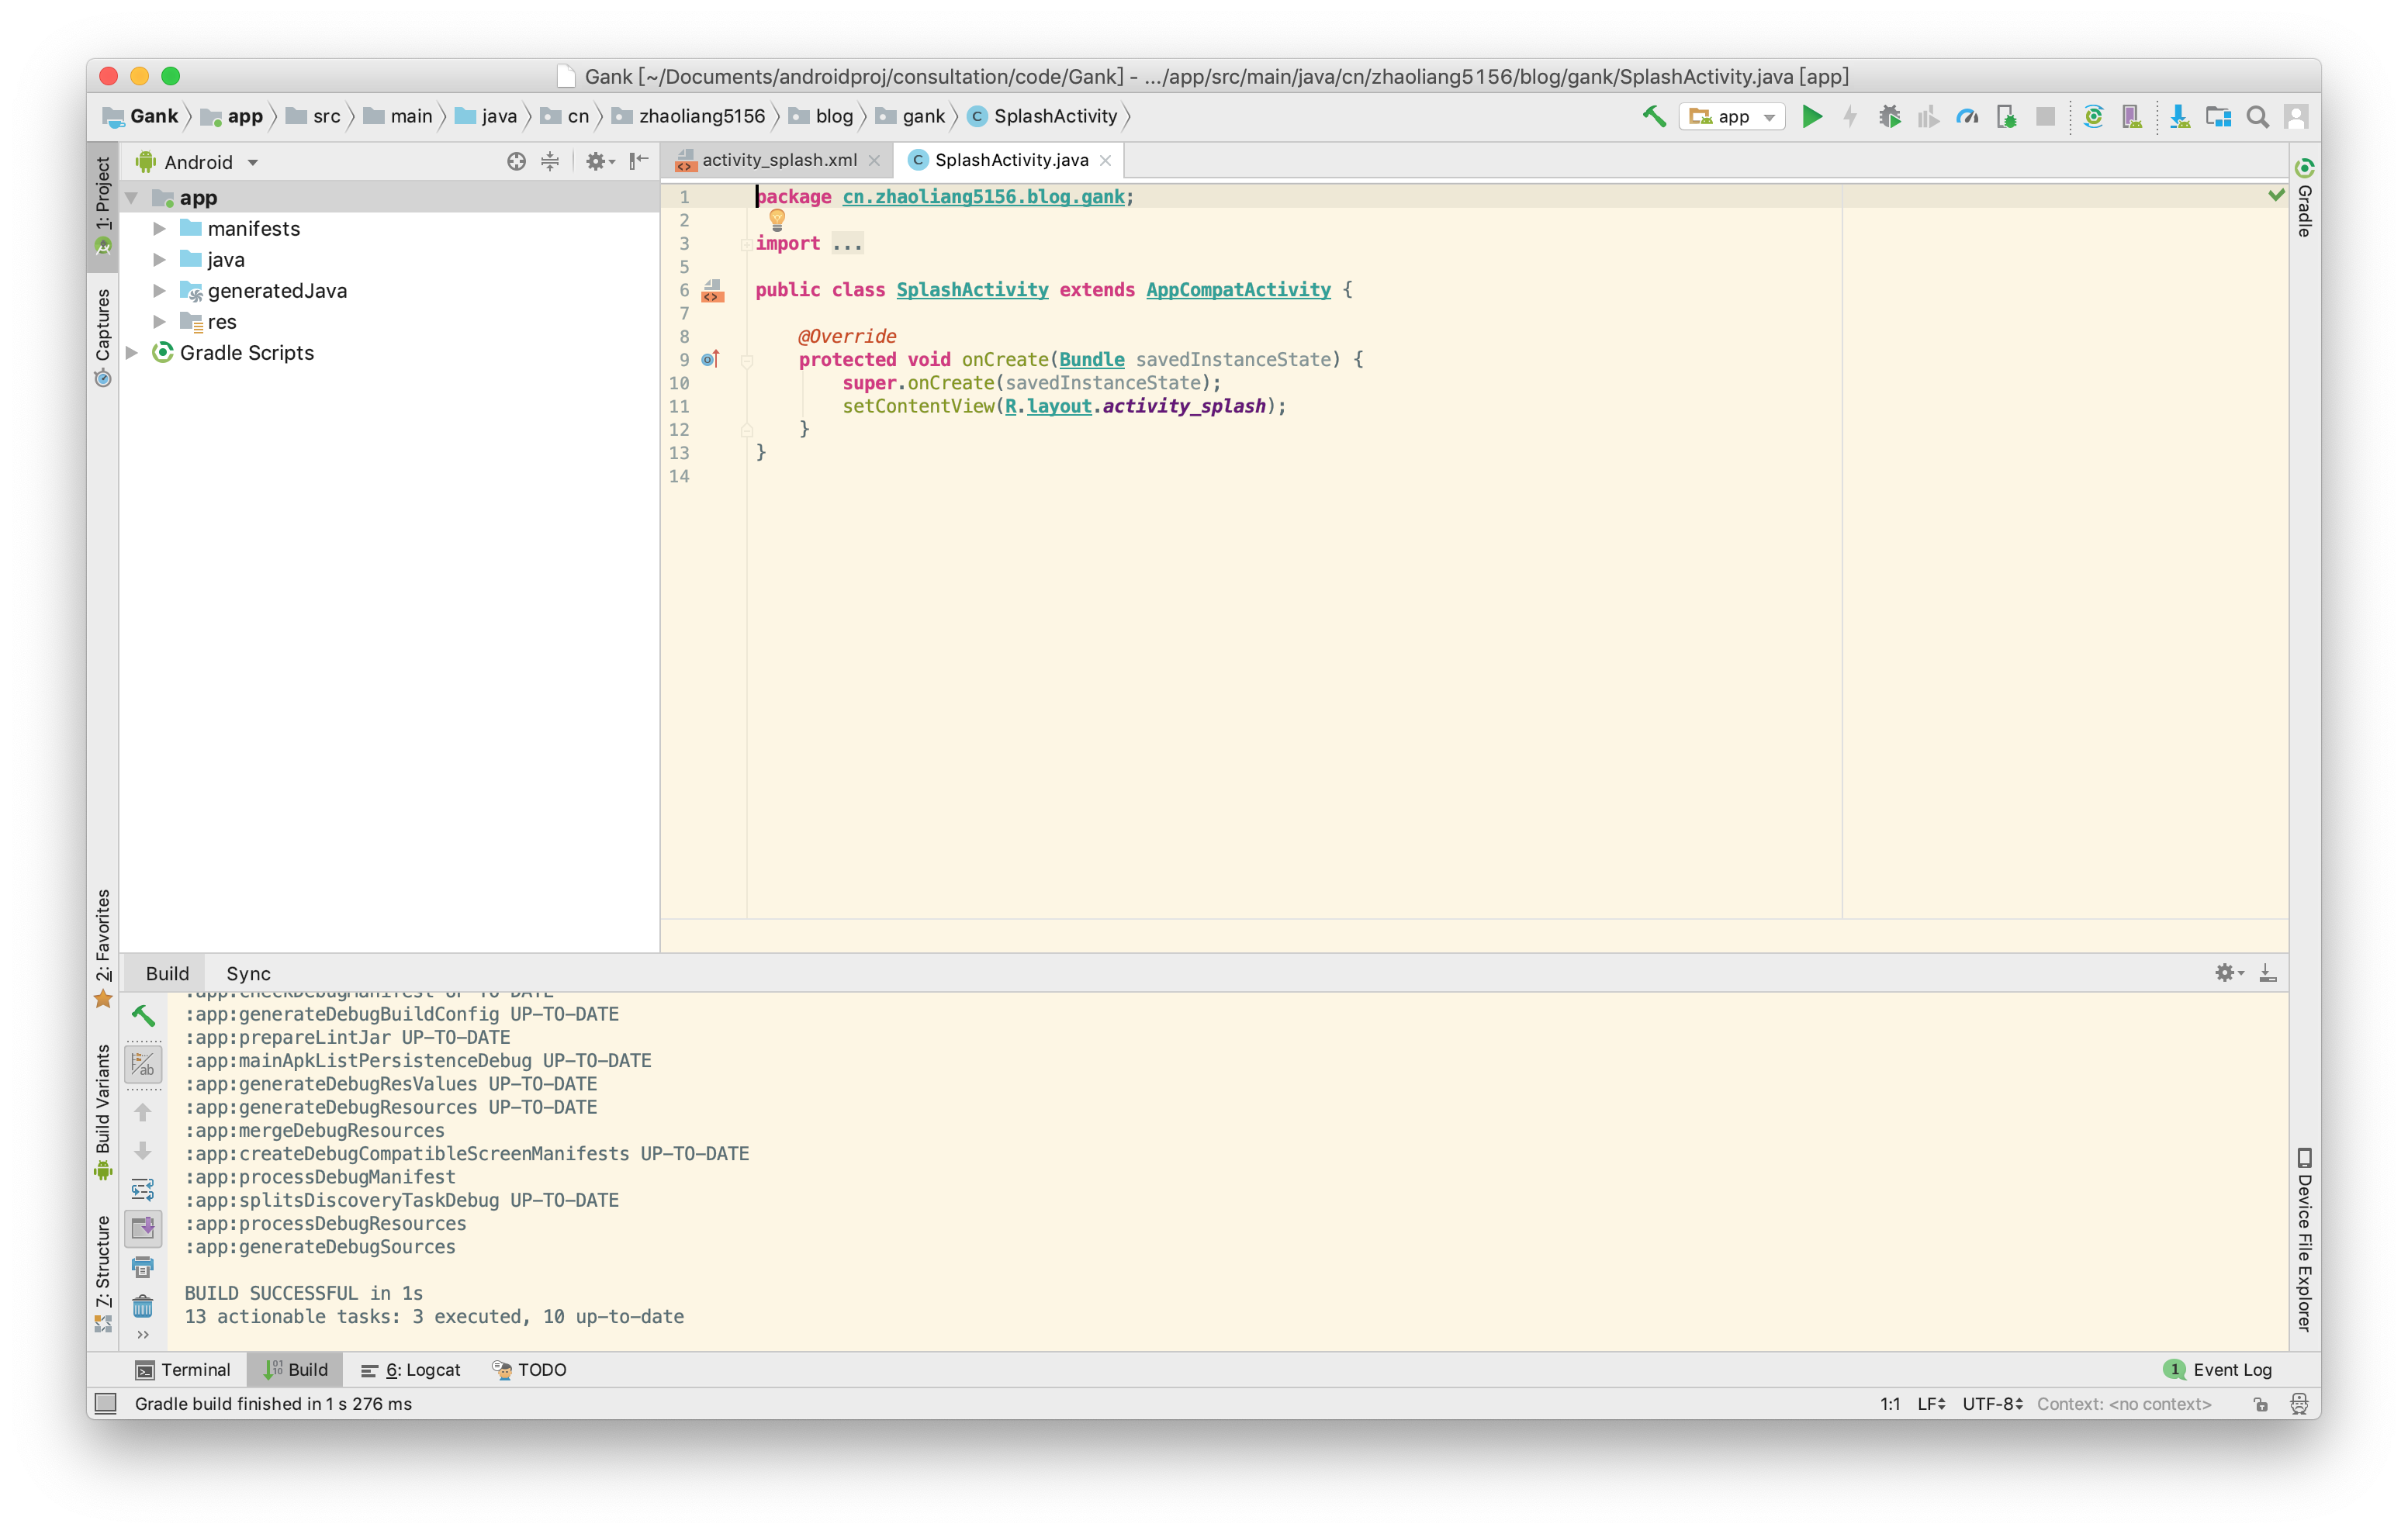 Gank [~/Documents/androidproj/consultation/code/Gank] - .../app/src/main/java/cn/zhaoliang5156/blog/gank/SplashActivity.java [app]
Gank app src main java cn zhaoliang5156 blog gank SplashActivity app
1: Project
Captures
2: Favorites
Build Variants
7: Structure
Android
app
manifests
java
generatedJava
res
Gradle Scripts
activity_splash.xml SplashActivity.java
1 package cn.zhaoliang5156.blog.gank;
2
3 import ...
5
6 public class SplashActivity extends AppCompatActivity {
7
8 @Override
9 protected void onCreate(Bundle savedInstanceState) {
10 super.onCreate(savedInstanceState);
11 setContentView(R.layout.activity_splash);
12 }
13 }
14
Gradle
Device File Explorer
Build Sync
:app:checkDebugManifest UP-TO-DATE
:app:generateDebugBuildConfig UP-TO-DATE
:app:prepareLintJar UP-TO-DATE
:app:mainApkListPersistenceDebug UP-TO-DATE
:app:generateDebugResValues UP-TO-DATE
:app:generateDebugResources UP-TO-DATE
:app:mergeDebugResources
:app:createDebugCompatibleScreenManifests UP-TO-DATE
:app:processDebugManifest
:app:splitsDiscoveryTaskDebug UP-TO-DATE
:app:processDebugResources
:app:generateDebugSources
BUILD SUCCESSFUL in 1s
13 actionable tasks: 3 executed, 10 up-to-date
Terminal Build 6: Logcat TODO 1 Event Log
Gradle build finished in 1 s 276 ms 1:1 LF UTF-8 Context: <no context>